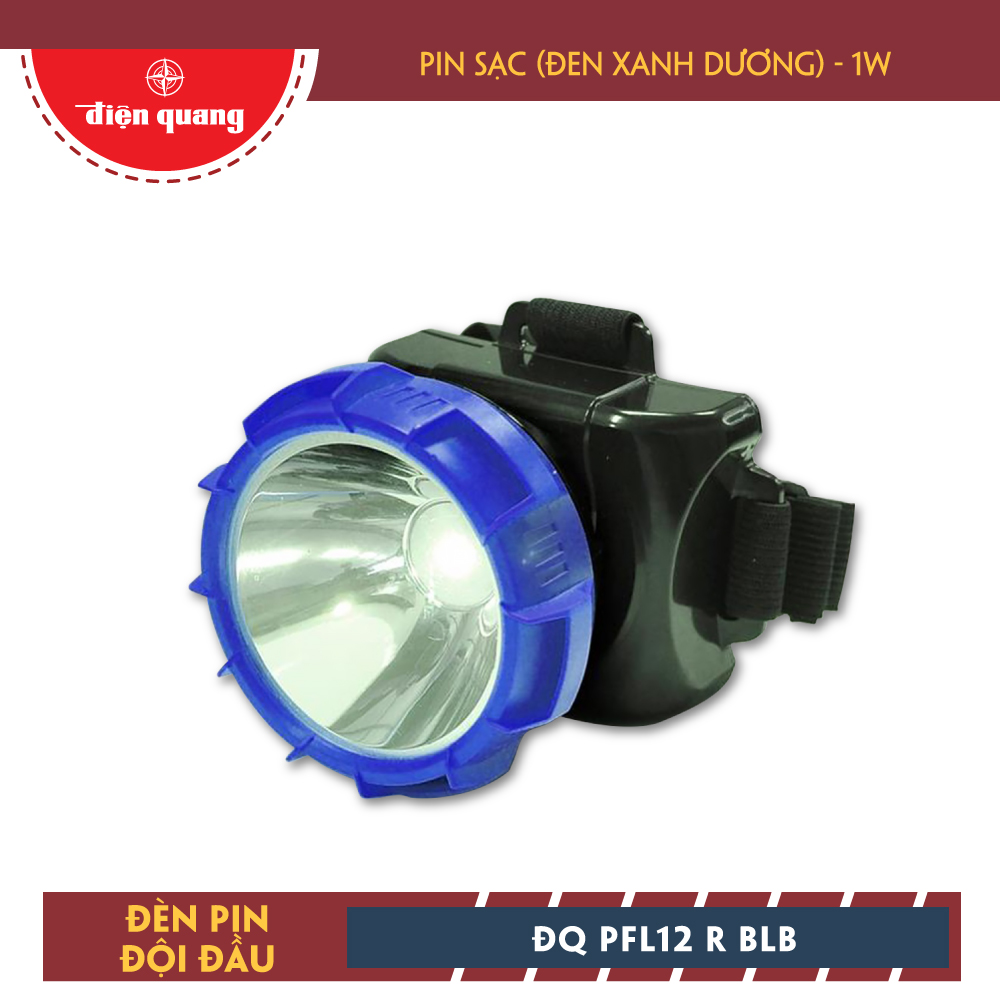 PIN SẠC (ĐEN XANH DƯƠNG) - 1W
điện quang
ĐÈN PIN
ĐỘI ĐẦU
ĐQ PFL12 R BLB